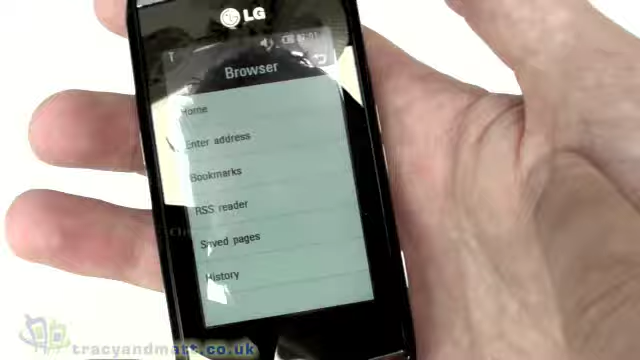 LG
Browser
Home
Enter address
Bookmarks
RSS reader
Saved pages
History
tracyandmatt.co.uk